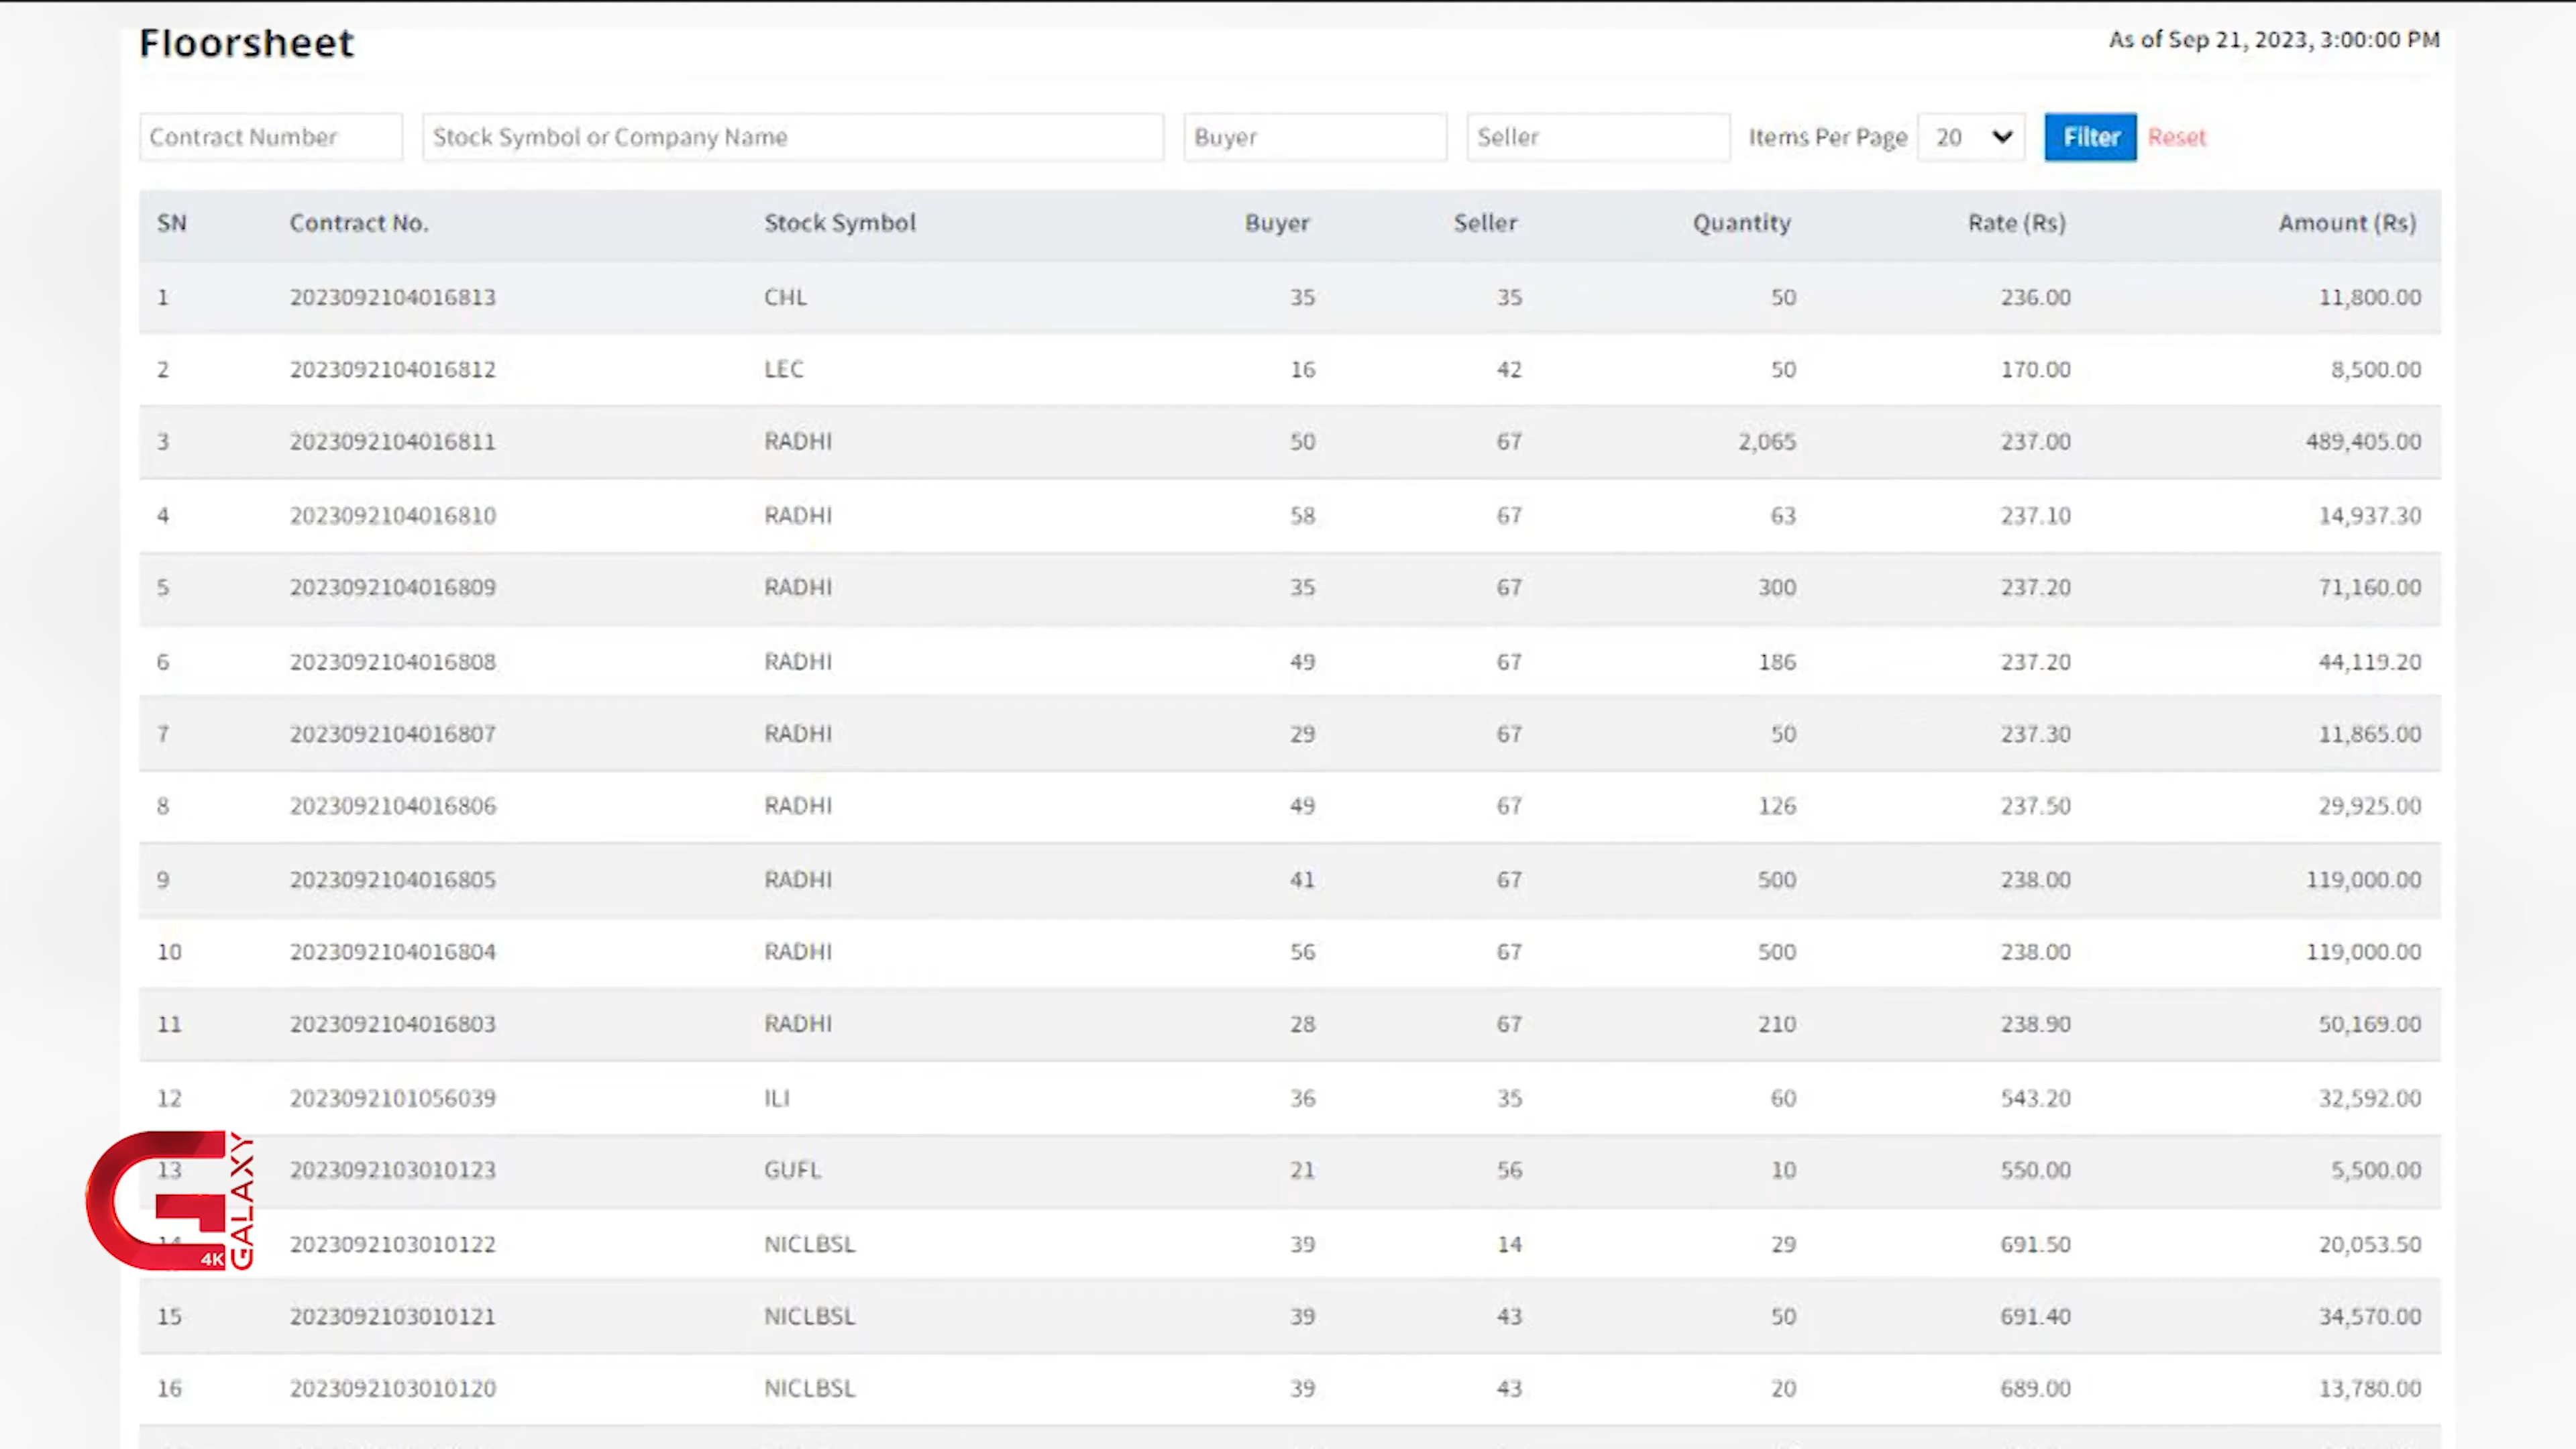 Floorsheet
As of Sep 21, 2023, 3:00:00 PM
Contract Number Stock Symbol or Company Name Buyer Seller Items Per Page 20 Filter Reset
SN Contract No. Stock Symbol Buyer Seller Quantity Rate (Rs) Amount (Rs)
1 2023092104016813 CHL 35 35 50 236.00 11,800.00
2 2023092104016812 LEC 16 42 50 170.00 8,500.00
3 2023092104016811 RADHI 50 67 2,065 237.00 489,405.00
4 2023092104016810 RADHI 58 67 63 237.10 14,937.30
5 2023092104016809 RADHI 35 67 300 237.20 71,160.00
6 2023092104016808 RADHI 49 67 186 237.20 44,119.20
7 2023092104016807 RADHI 29 67 50 237.30 11,865.00
8 2023092104016806 RADHI 49 67 126 237.50 29,925.00
9 2023092104016805 RADHI 41 67 500 238.00 119,000.00
10 2023092104016804 RADHI 56 67 500 238.00 119,000.00
11 2023092104016803 RADHI 28 67 210 238.90 50,169.00
12 2023092101056039 ILI 36 35 60 543.20 32,592.00
13 2023092103010123 GUFL 21 56 10 550.00 5,500.00
14 2023092103010122 NICLBSL 39 14 29 691.50 20,053.50
15 2023092103010121 NICLBSL 39 43 50 691.40 34,570.00
16 2023092103010120 NICLBSL 39 43 20 689.00 13,780.00
G GALAXY
4K